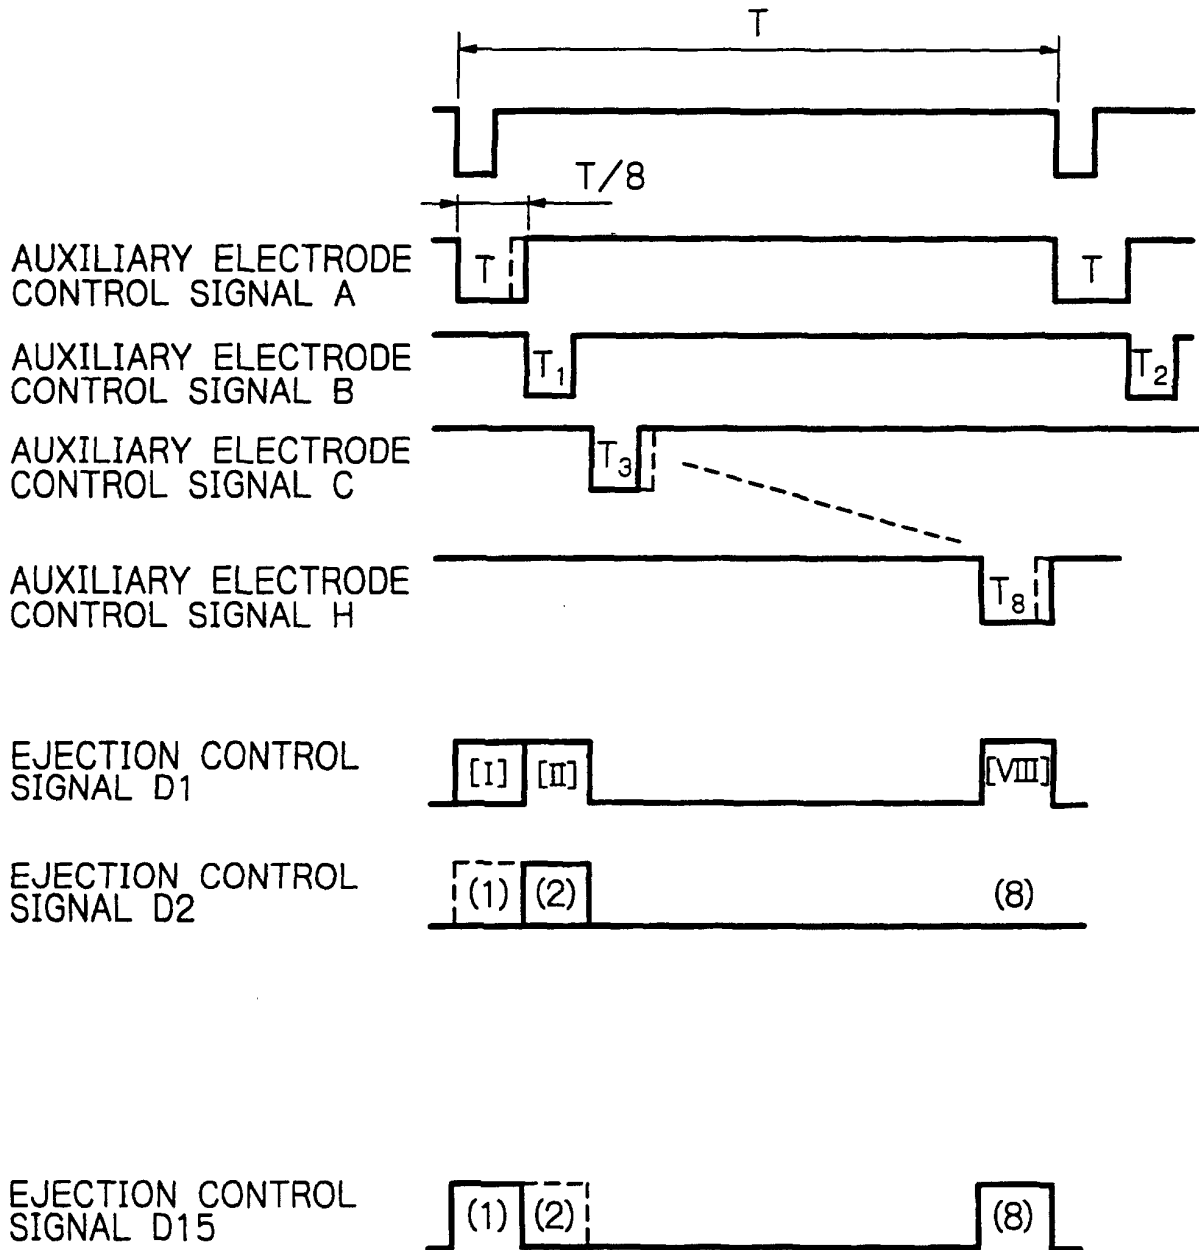 T
T/8
AUXILIARY ELECTRODE
CONTROL SIGNAL A
T
T
AUXILIARY ELECTRODE
CONTROL SIGNAL B
T₁
T₂
AUXILIARY ELECTRODE
CONTROL SIGNAL C
T₃
AUXILIARY ELECTRODE
CONTROL SIGNAL H
T₈
EJECTION CONTROL
SIGNAL D1
[I]
[II]
[VIII]
EJECTION CONTROL
SIGNAL D2
(1)
(2)
(8)
EJECTION CONTROL
SIGNAL D15
(1)
(2)
(8)